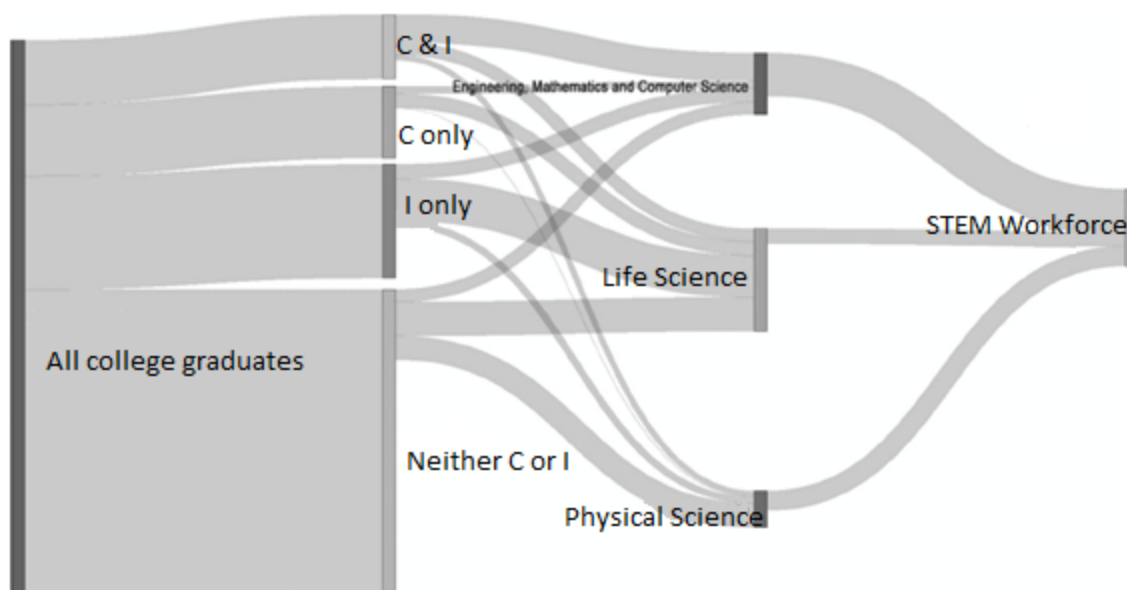 C & I
Engineering, Mathematics and Computer Science
C only
I only
STEM Workforce
Life Science
All college graduates
Neither C or I
Physical Science